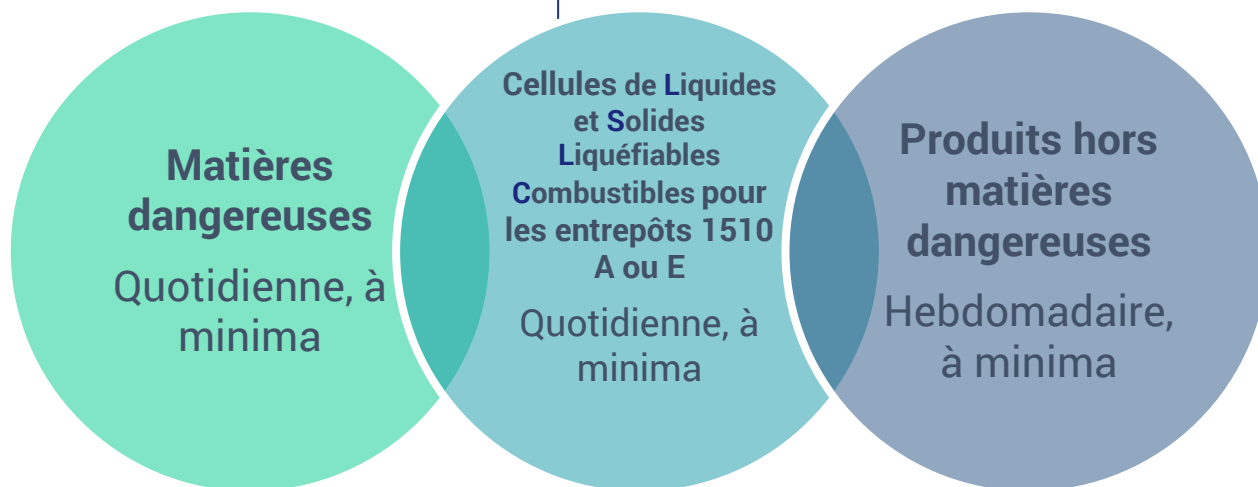 Matières
dangereuses
Quotidienne, à
minima
Cellules de Liquides
et Solides
Liquéfiables
Combustibles pour
les entrepôts 1510
A ou E
Quotidienne, à
minima
Produits hors
matières
dangereuses
Hebdomadaire,
à minima